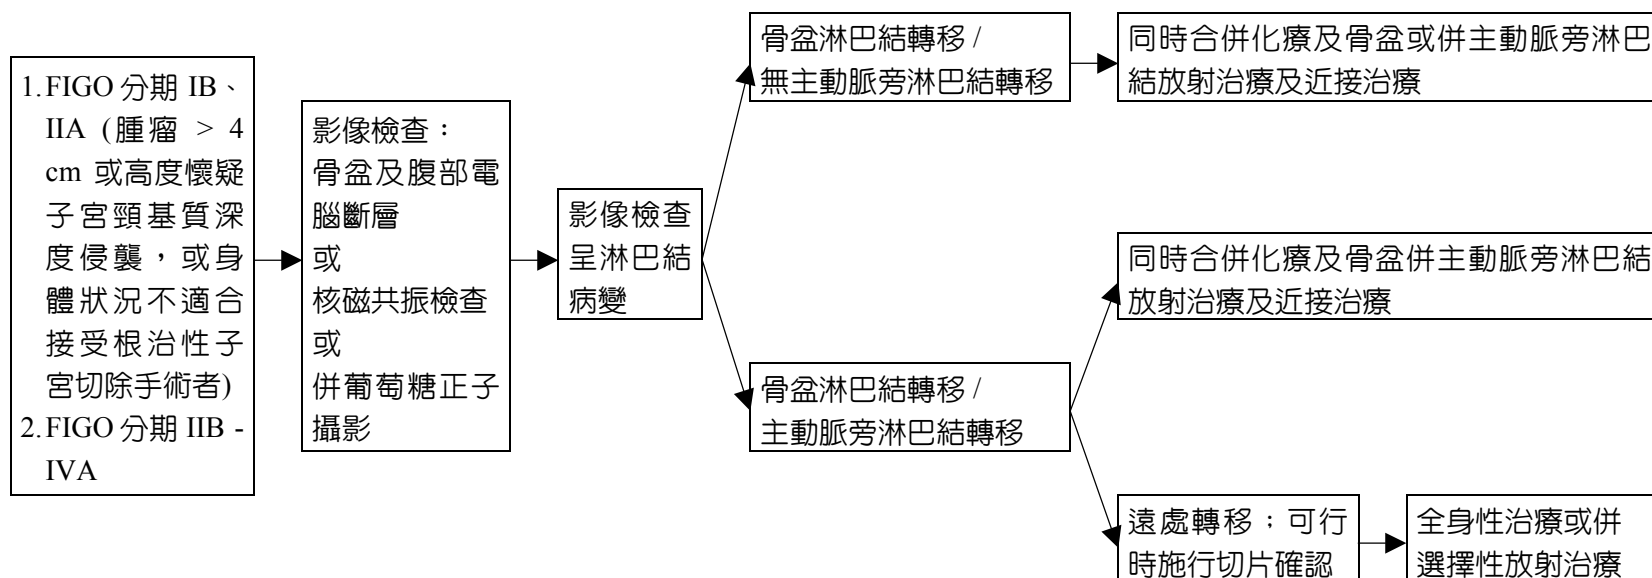 1.FIGO 分期 IB、
IIA (腫瘤 > 4
cm 或高度懷疑
子宮頸基質深
度侵襲，或身
體狀況不適合
接受根治性子
宮切除手術者)
2.FIGO 分期 IIB -
IVA
影像檢查：
骨盆及腹部電
腦斷層
或
核磁共振檢查
或
併葡萄糖正子
攝影
影像檢查
呈淋巴結
病變
骨盆淋巴結轉移 /
無主動脈旁淋巴結轉移
同時合併化療及骨盆或併主動脈旁淋巴
結放射治療及近接治療
骨盆淋巴結轉移 /
主動脈旁淋巴結轉移
同時合併化療及骨盆併主動脈旁淋巴結
放射治療及近接治療
遠處轉移；可行
時施行切片確認
全身性治療或併
選擇性放射治療